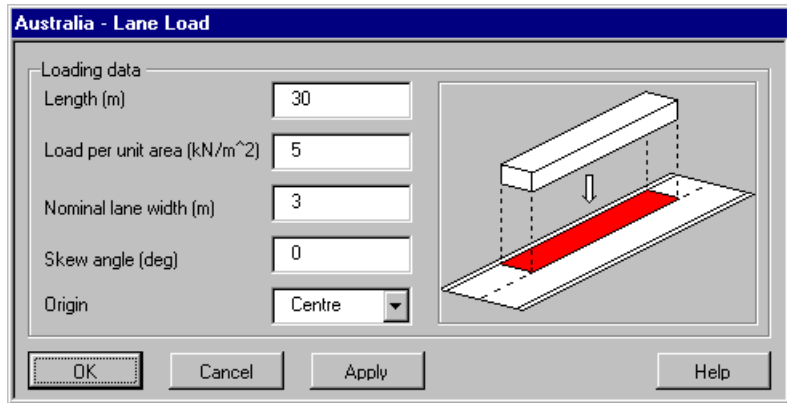 Australia - Lane Load
Loading data
Length (m) 30
Load per unit area (kN/m^2) 5
Nominal lane width (m) 3
Skew angle (deg) 0
Origin Centre
OK Cancel Apply Help